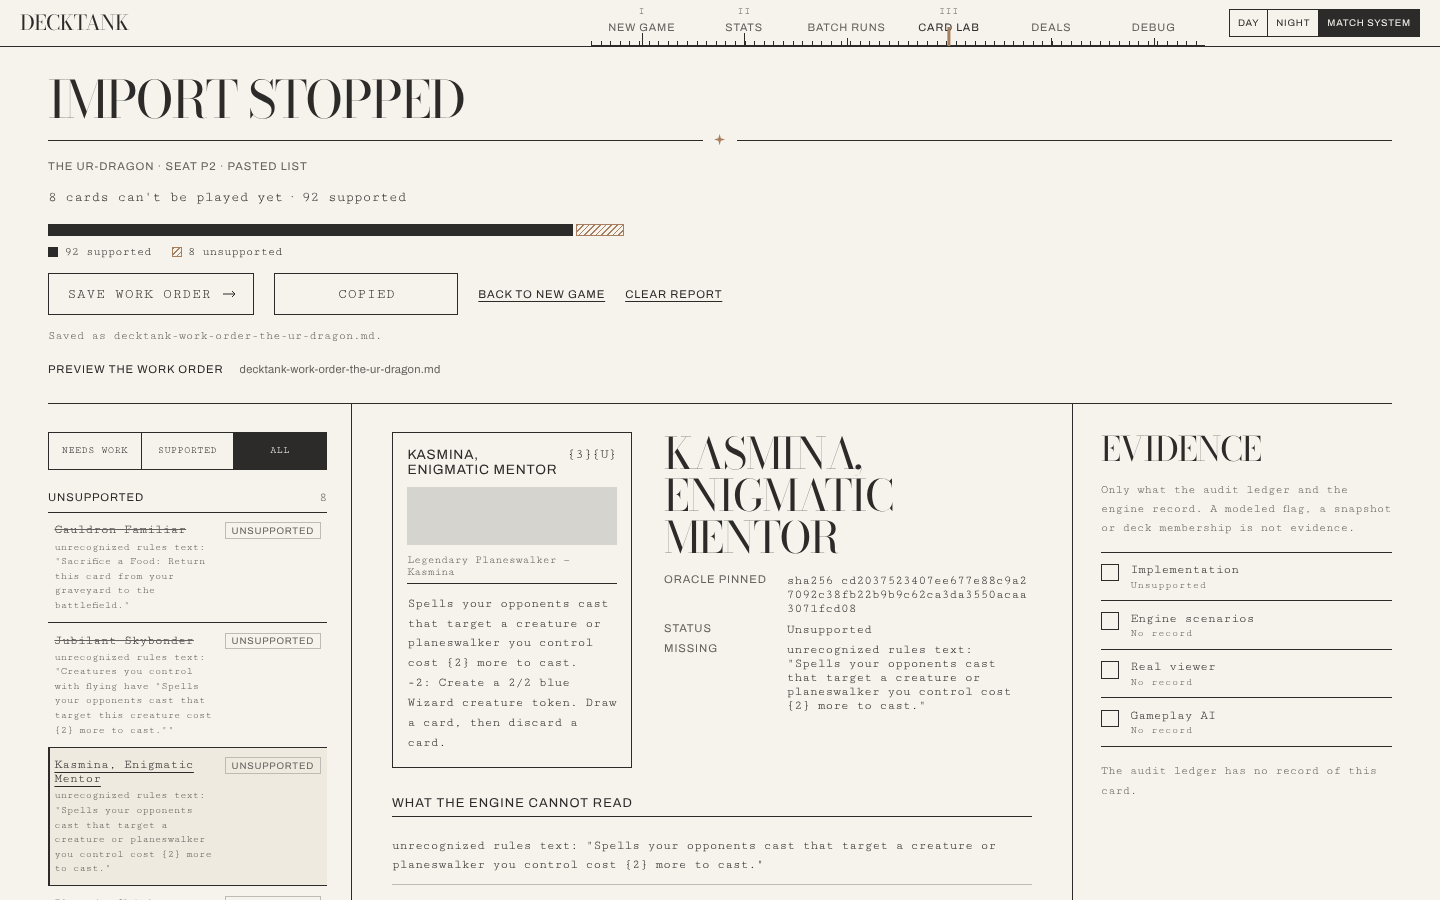 DECKTANK
I
II
III
NEW GAME
STATS
BATCH RUNS
CARD LAB
DEALS
DEBUG
DAY
NIGHT
MATCH SYSTEM
IMPORT STOPPED
THE UR-DRAGON · SEAT P2 · PASTED LIST
8 cards can't be played yet · 92 supported
92 supported
8 unsupported
SAVE WORK ORDER →
COPIED
BACK TO NEW GAME
CLEAR REPORT
Saved as decktank-work-order-the-ur-dragon.md.
PREVIEW THE WORK ORDER
decktank-work-order-the-ur-dragon.md
NEEDS WORK
SUPPORTED
ALL
UNSUPPORTED
8
Cauldron Familiar
UNSUPPORTED
unrecognized rules text:
"Sacrifice a Food: Return
this card from your
graveyard to the
battlefield."
Jubilant Skybonder
UNSUPPORTED
unrecognized rules text:
"Creatures you control
with flying have 'Spells
your opponents cast that
target this creature cost
{2} more to cast.'"
Kasmina, Enigmatic
Mentor
UNSUPPORTED
unrecognized rules text:
"Spells your opponents
cast that target a
creature or planeswalker
you control cost {2} more
to cast."
KASMINA,
ENIGMATIC MENTOR
{3}{U}
Legendary Planeswalker —
Kasmina
Spells your opponents cast
that target a creature or
planeswalker you control
cost {2} more to cast.
-2: Create a 2/2 blue
Wizard creature token. Draw
a card, then discard a
card.
KASMINA,
ENIGMATIC
MENTOR
ORACLE PINNED
sha256 cd2037523407ee677e88c9a2
7092c38fb22b9b9c62ca3da3550acaa
3071fcd08
STATUS
Unsupported
MISSING
unrecognized rules text:
"Spells your opponents cast
that target a creature or
planeswalker you control cost
{2} more to cast."
WHAT THE ENGINE CANNOT READ
unrecognized rules text: "Spells your opponents cast that target a creature or
planeswalker you control cost {2} more to cast."
EVIDENCE
Only what the audit ledger and the
engine record. A modeled flag, a snapshot
or deck membership is not evidence.
Implementation
Unsupported
Engine scenarios
No record
Real viewer
No record
Gameplay AI
No record
The audit ledger has no record of this
card.